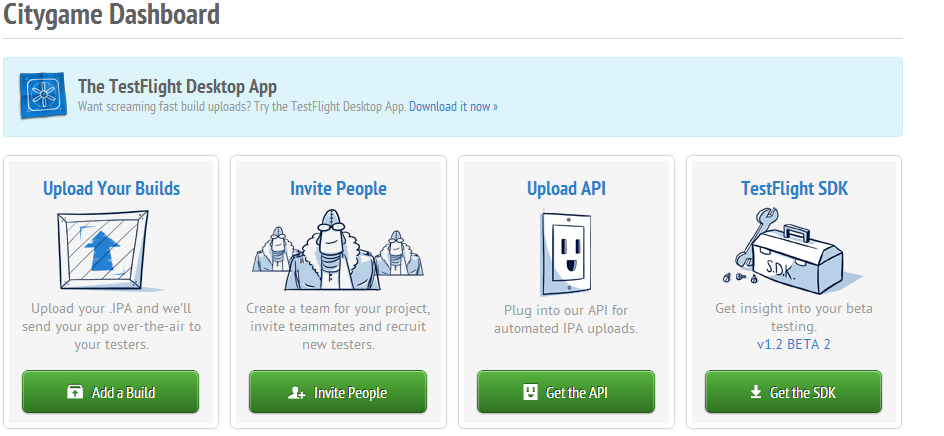 Citygame Dashboard
The TestFlight Desktop App
Want screaming fast build uploads? Try the TestFlight Desktop App. Download it now »
Upload Your Builds
Upload your .IPA and we'll
send your app over-the-air to
your testers.
Add a Build
Invite People
Create a team for your project,
invite teammates and recruit
new testers.
Invite People
Upload API
Plug into our API for
automated IPA uploads.
Get the API
TestFlight SDK
S.D.K.
Get insight into your beta
testing.
v1.2 BETA 2
Get the SDK